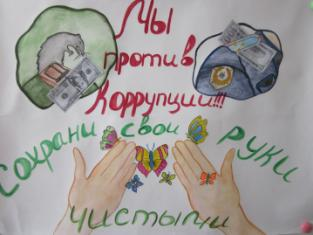 Мы
против
Коррупции!!!
Сохрани свои руки
чистыми